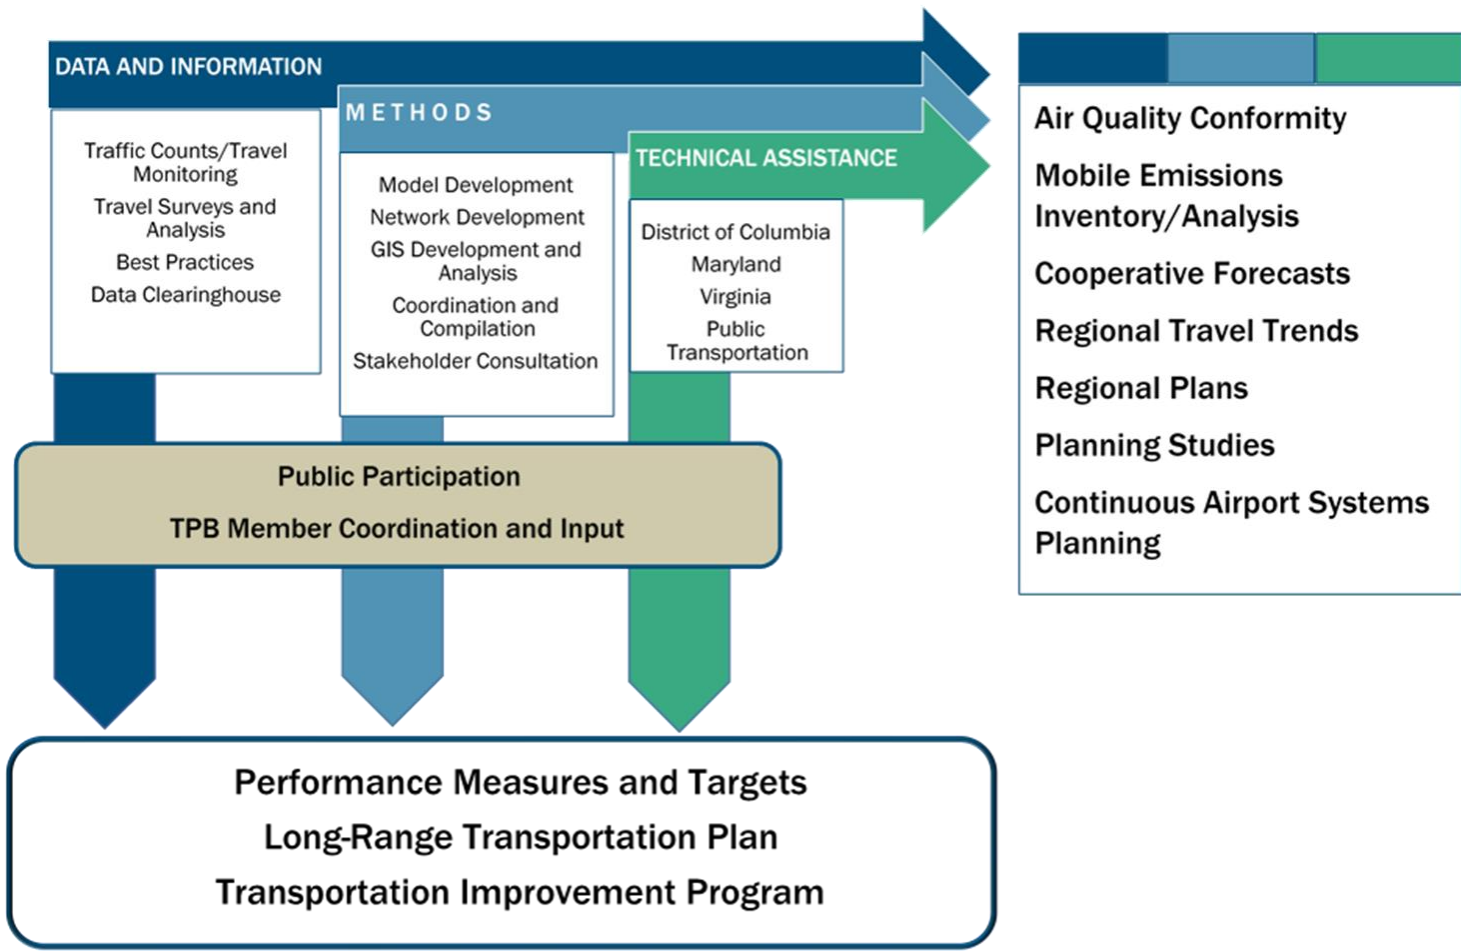 DATA AND INFORMATION
Traffic Counts/Travel
Monitoring
Travel Surveys and
Analysis
Best Practices
Data Clearinghouse
METHODS
Model Development
Network Development
GIS Development and
Analysis
Coordination and
Compilation
Stakeholder Consultation
TECHNICAL ASSISTANCE
District of Columbia
Maryland
Virginia
Public
Transportation
Public Participation
TPB Member Coordination and Input
Performance Measures and Targets
Long-Range Transportation Plan
Transportation Improvement Program
Air Quality Conformity
Mobile Emissions
Inventory/Analysis
Cooperative Forecasts
Regional Travel Trends
Regional Plans
Planning Studies
Continuous Airport Systems
Planning